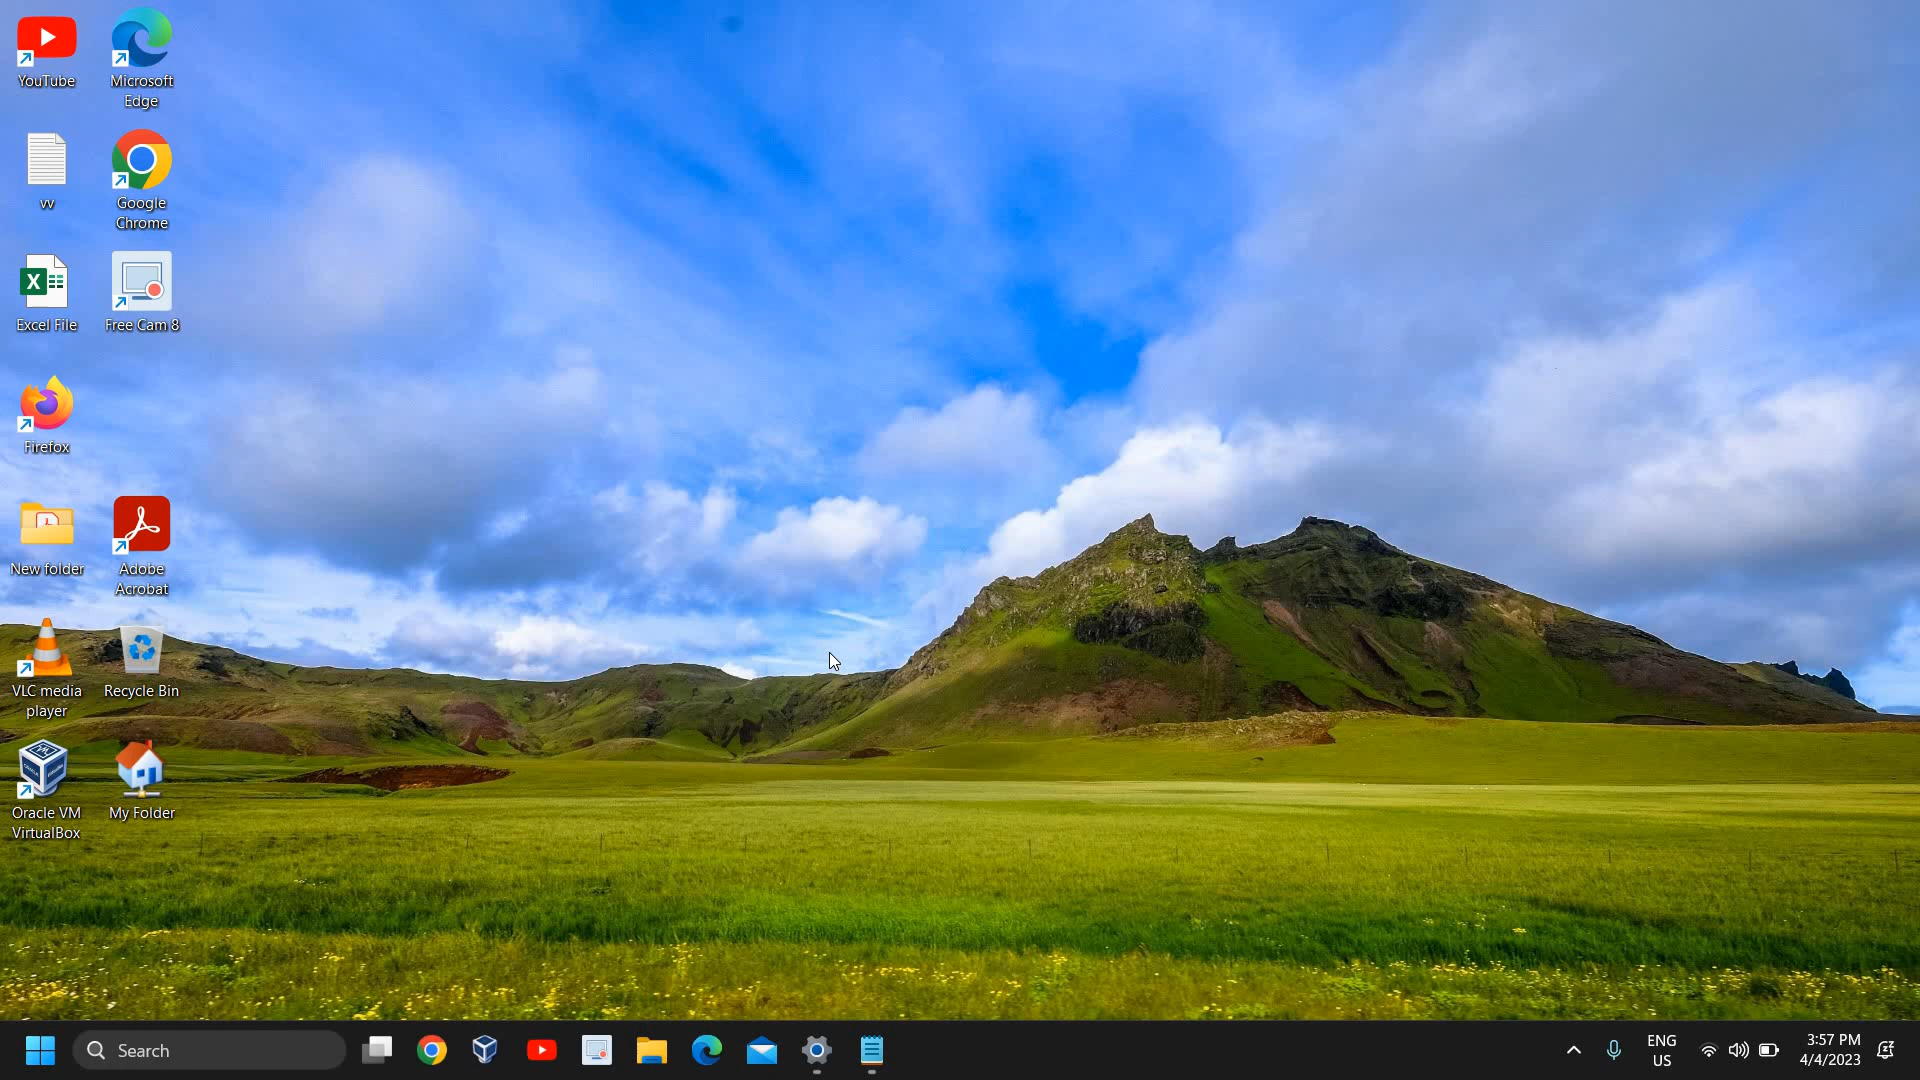 YouTube
Microsoft
Edge
vv
Google
Chrome
Excel File
Free Cam 8
Firefox
New folder
Adobe
Acrobat
VLC media
player
Recycle Bin
Oracle VM
VirtualBox
My Folder
Search
ENG
US
3:57 PM
4/4/2023